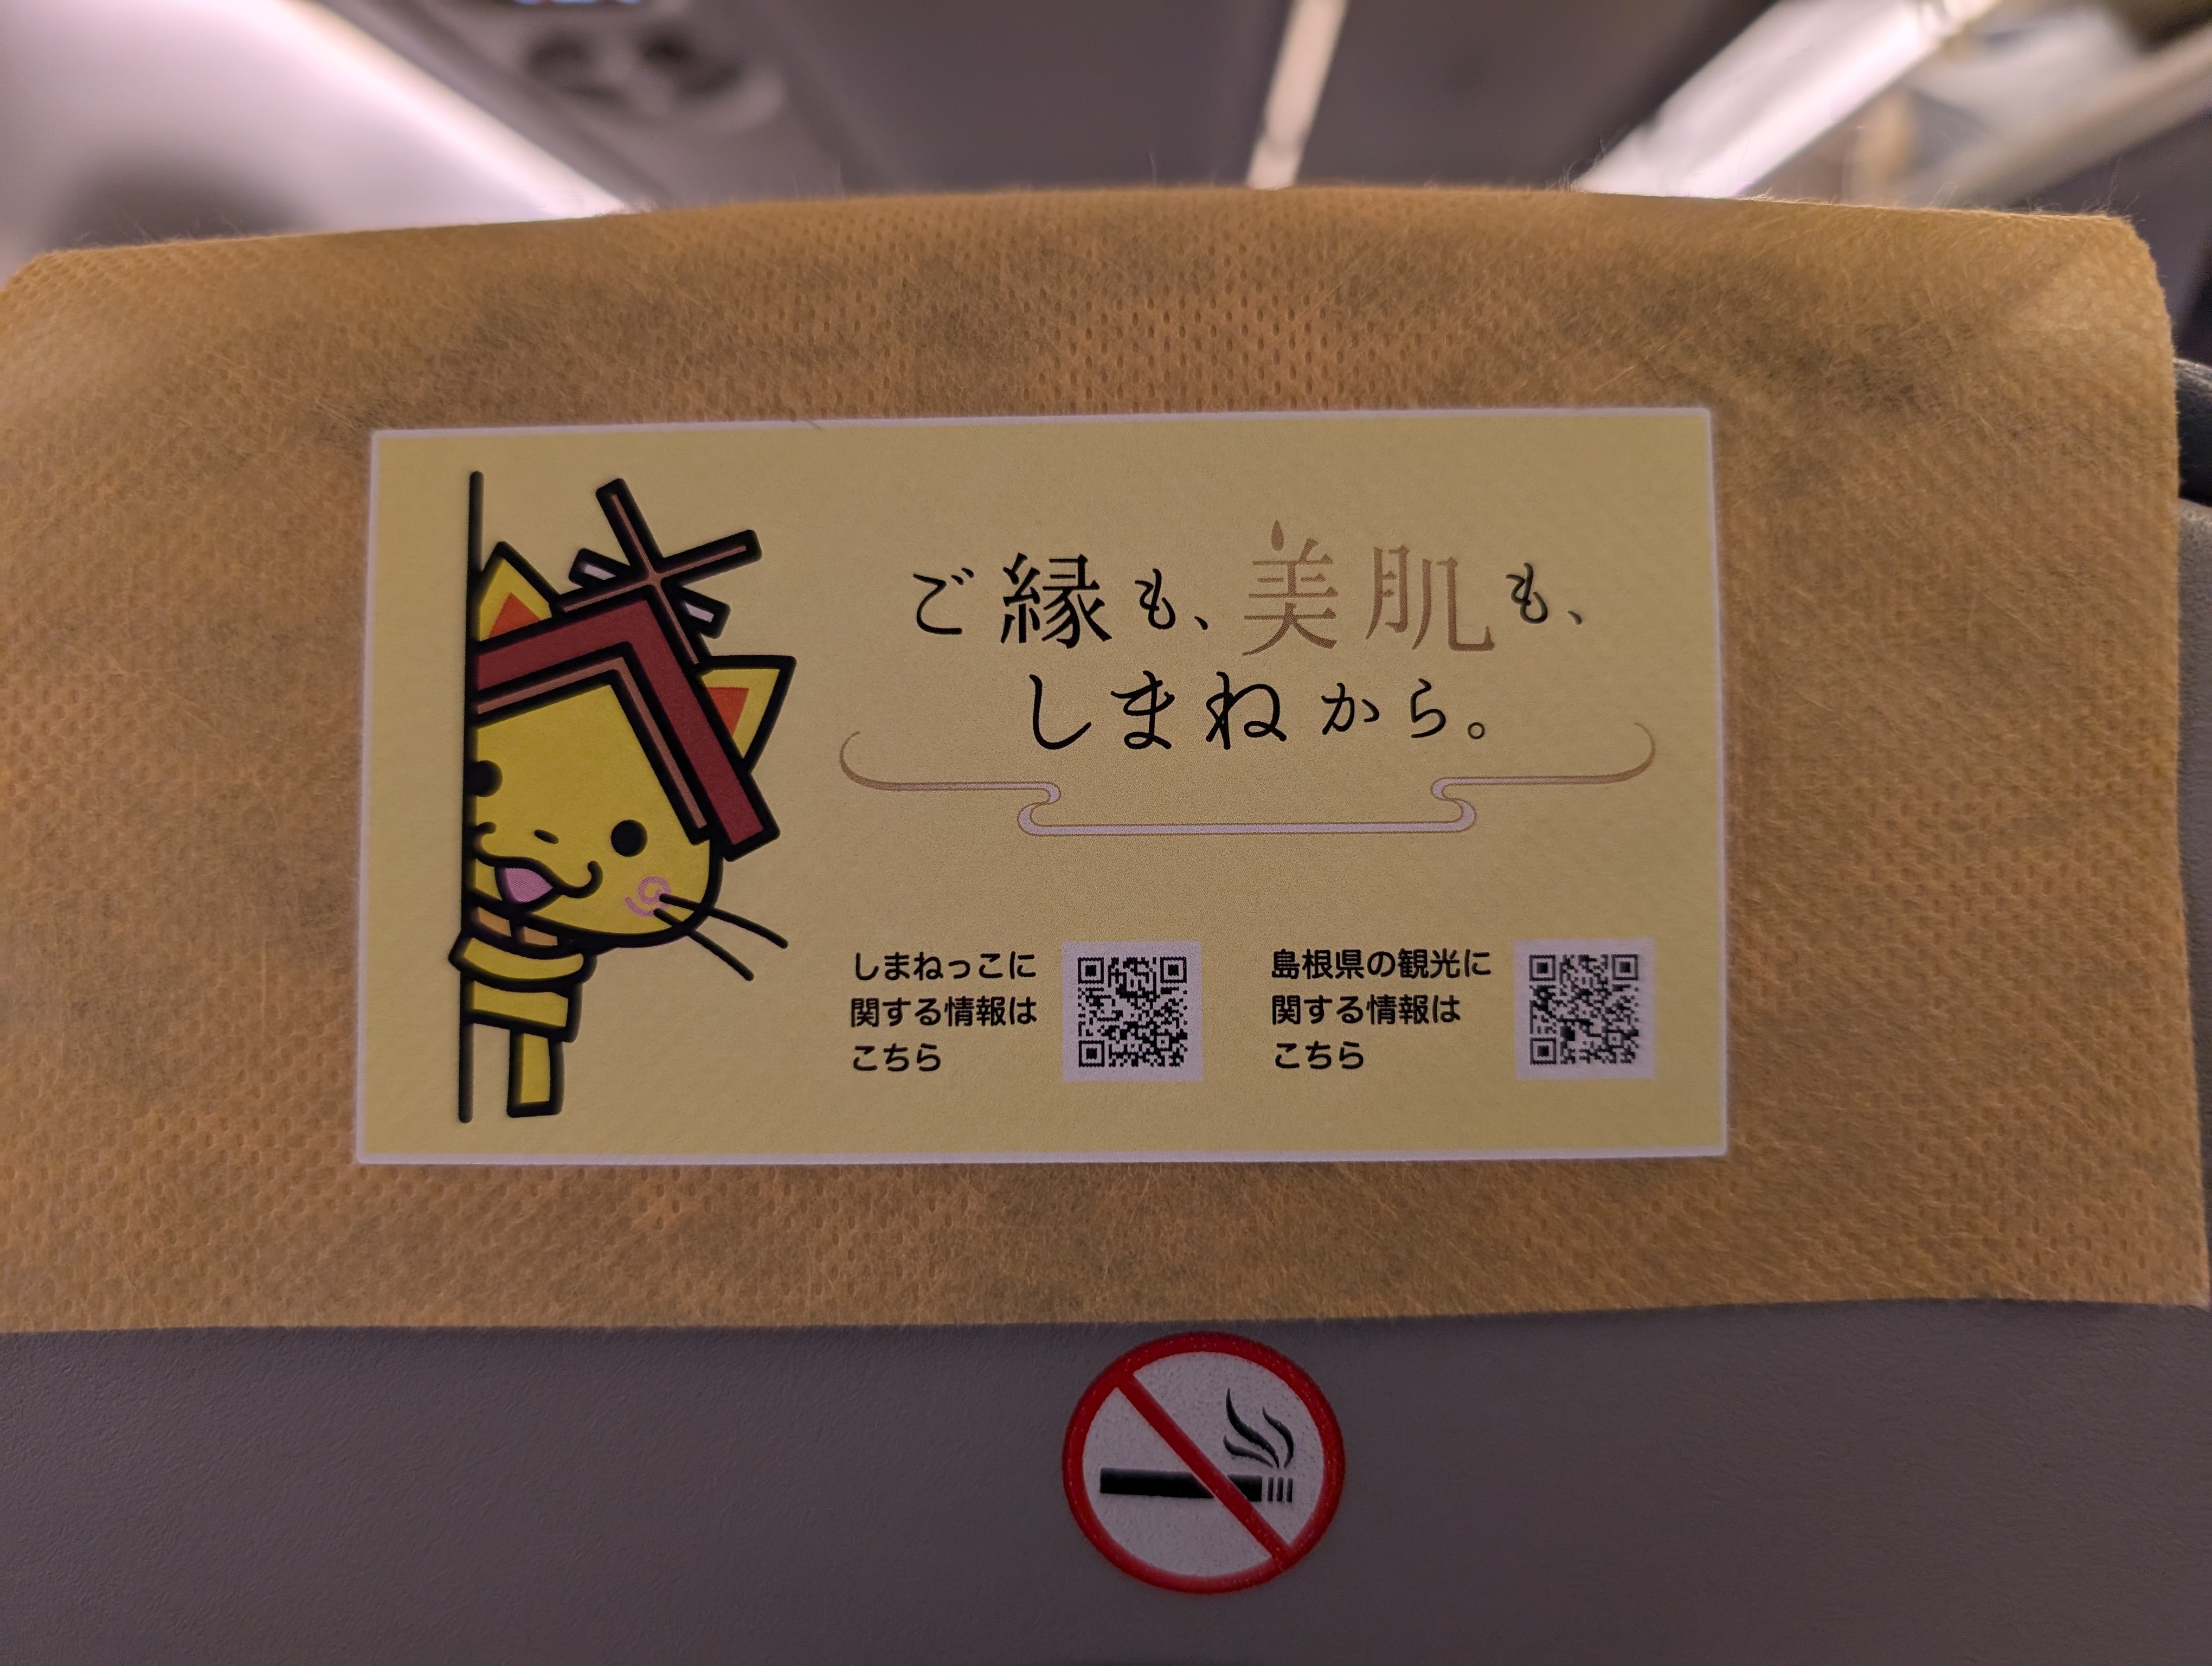 ご縁も、美肌も、
しまねから。
しまねっこに
関する情報は
こちら
島根県の観光に
関する情報は
こちら